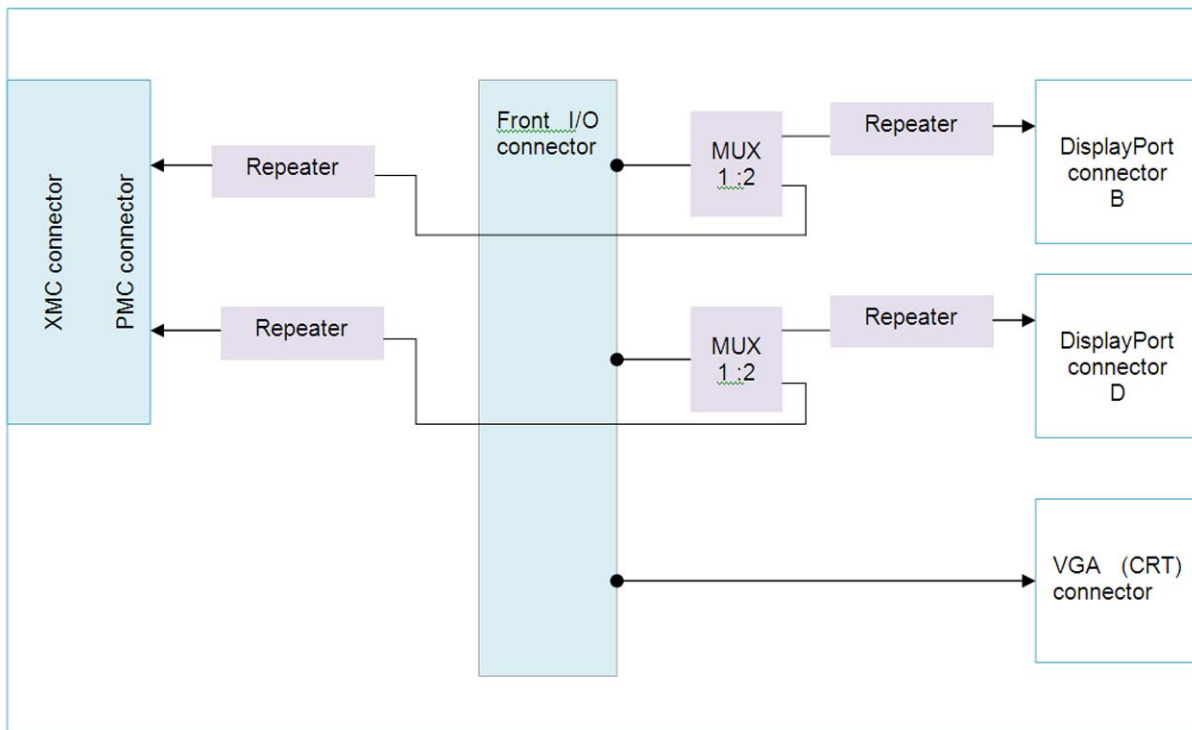 XMC connector
PMC connector
Repeater
Repeater
Front I/O
connector
MUX
1 :2
Repeater
DisplayPort
connector
B
MUX
1 :2
Repeater
DisplayPort
connector
D
VGA (CRT)
connector